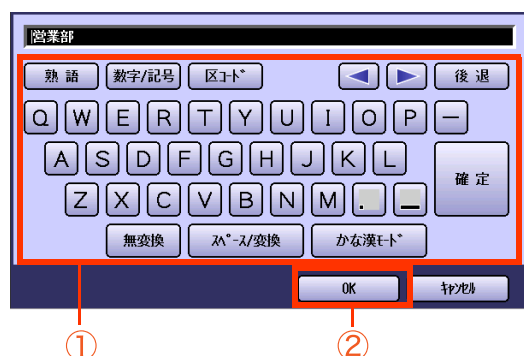 営業部
熟語 数字/記号 区ｺｰﾄﾞ 後退
Q W E R T Y U I O P ー
A S D F G H J K L 確定
Z X C V B N M . _
無変換 ｽﾍﾟｰｽ/変換 かな漢ﾓｰﾄﾞ
OK ｷｬﾝｾﾙ
① ②